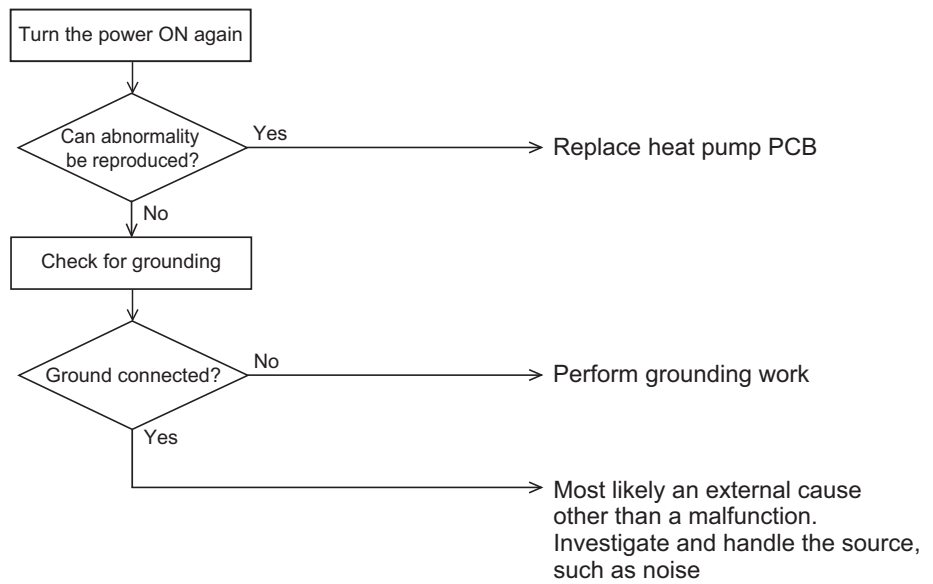 Turn the power ON again
Can abnormality
be reproduced?
Yes
Replace heat pump PCB
No
Check for grounding
Ground connected?
No
Perform grounding work
Yes
Most likely an external cause
other than a malfunction.
Investigate and handle the source,
such as noise